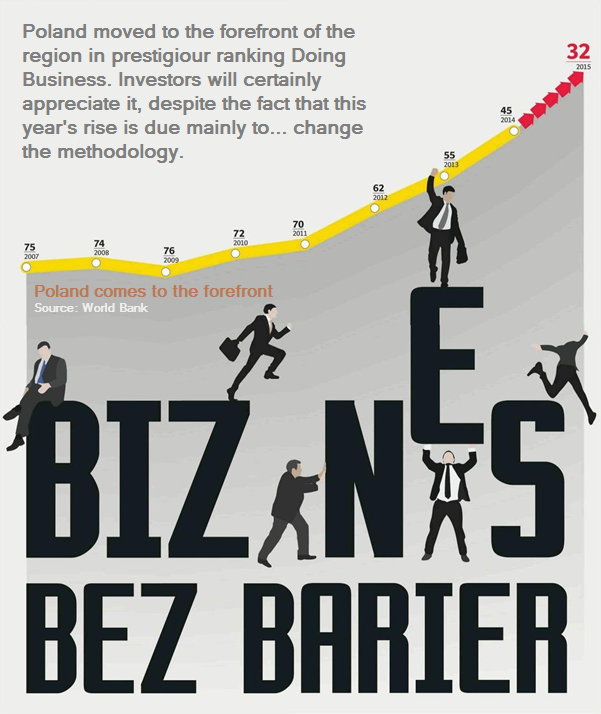 Poland moved to the forefront of the
region in prestigiour ranking Doing
Business. Investors will certainly
appreciate it, despite the fact that this
year's rise is due mainly to... change
the methodology.
32
2015
45
2014
55
2013
62
2012
70
2011
72
2010
76
2009
74
2008
75
2007
Poland comes to the forefront
Source: World Bank
BIZNES
BEZ BARIER